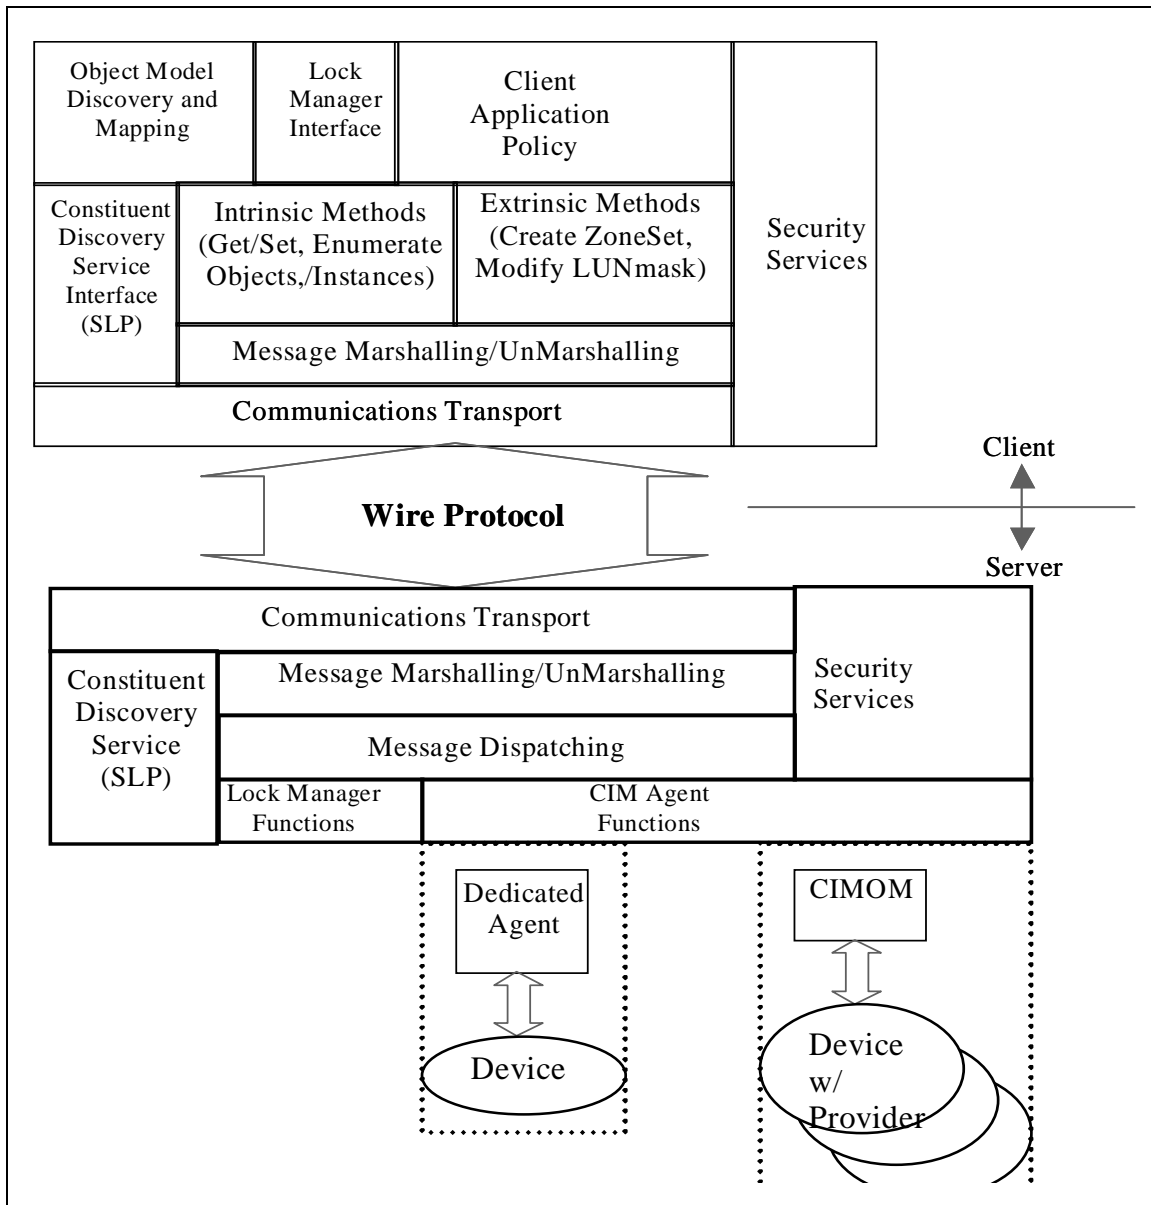 Object Model
Discovery and
Mapping
Lock
Manager
Interface
Client
Application
Policy
Security
Services
Constituent
Discovery
Service
Interface
(SLP)
Intrinsic Methods
(Get/Set, Enumerate
Objects,/Instances)
Extrinsic Methods
(Create ZoneSet,
Modify LUNmask)
Message Marshalling/UnMarshalling
Communications Transport
Wire Protocol
Client
Server
Communications Transport
Constituent
Discovery
Service
(SLP)
Message Marshalling/UnMarshalling
Message Dispatching
Security
Services
Lock Manager
Functions
CIM Agent
Functions
Dedicated
Agent
Device
CIMOM
Device
w/
Provider